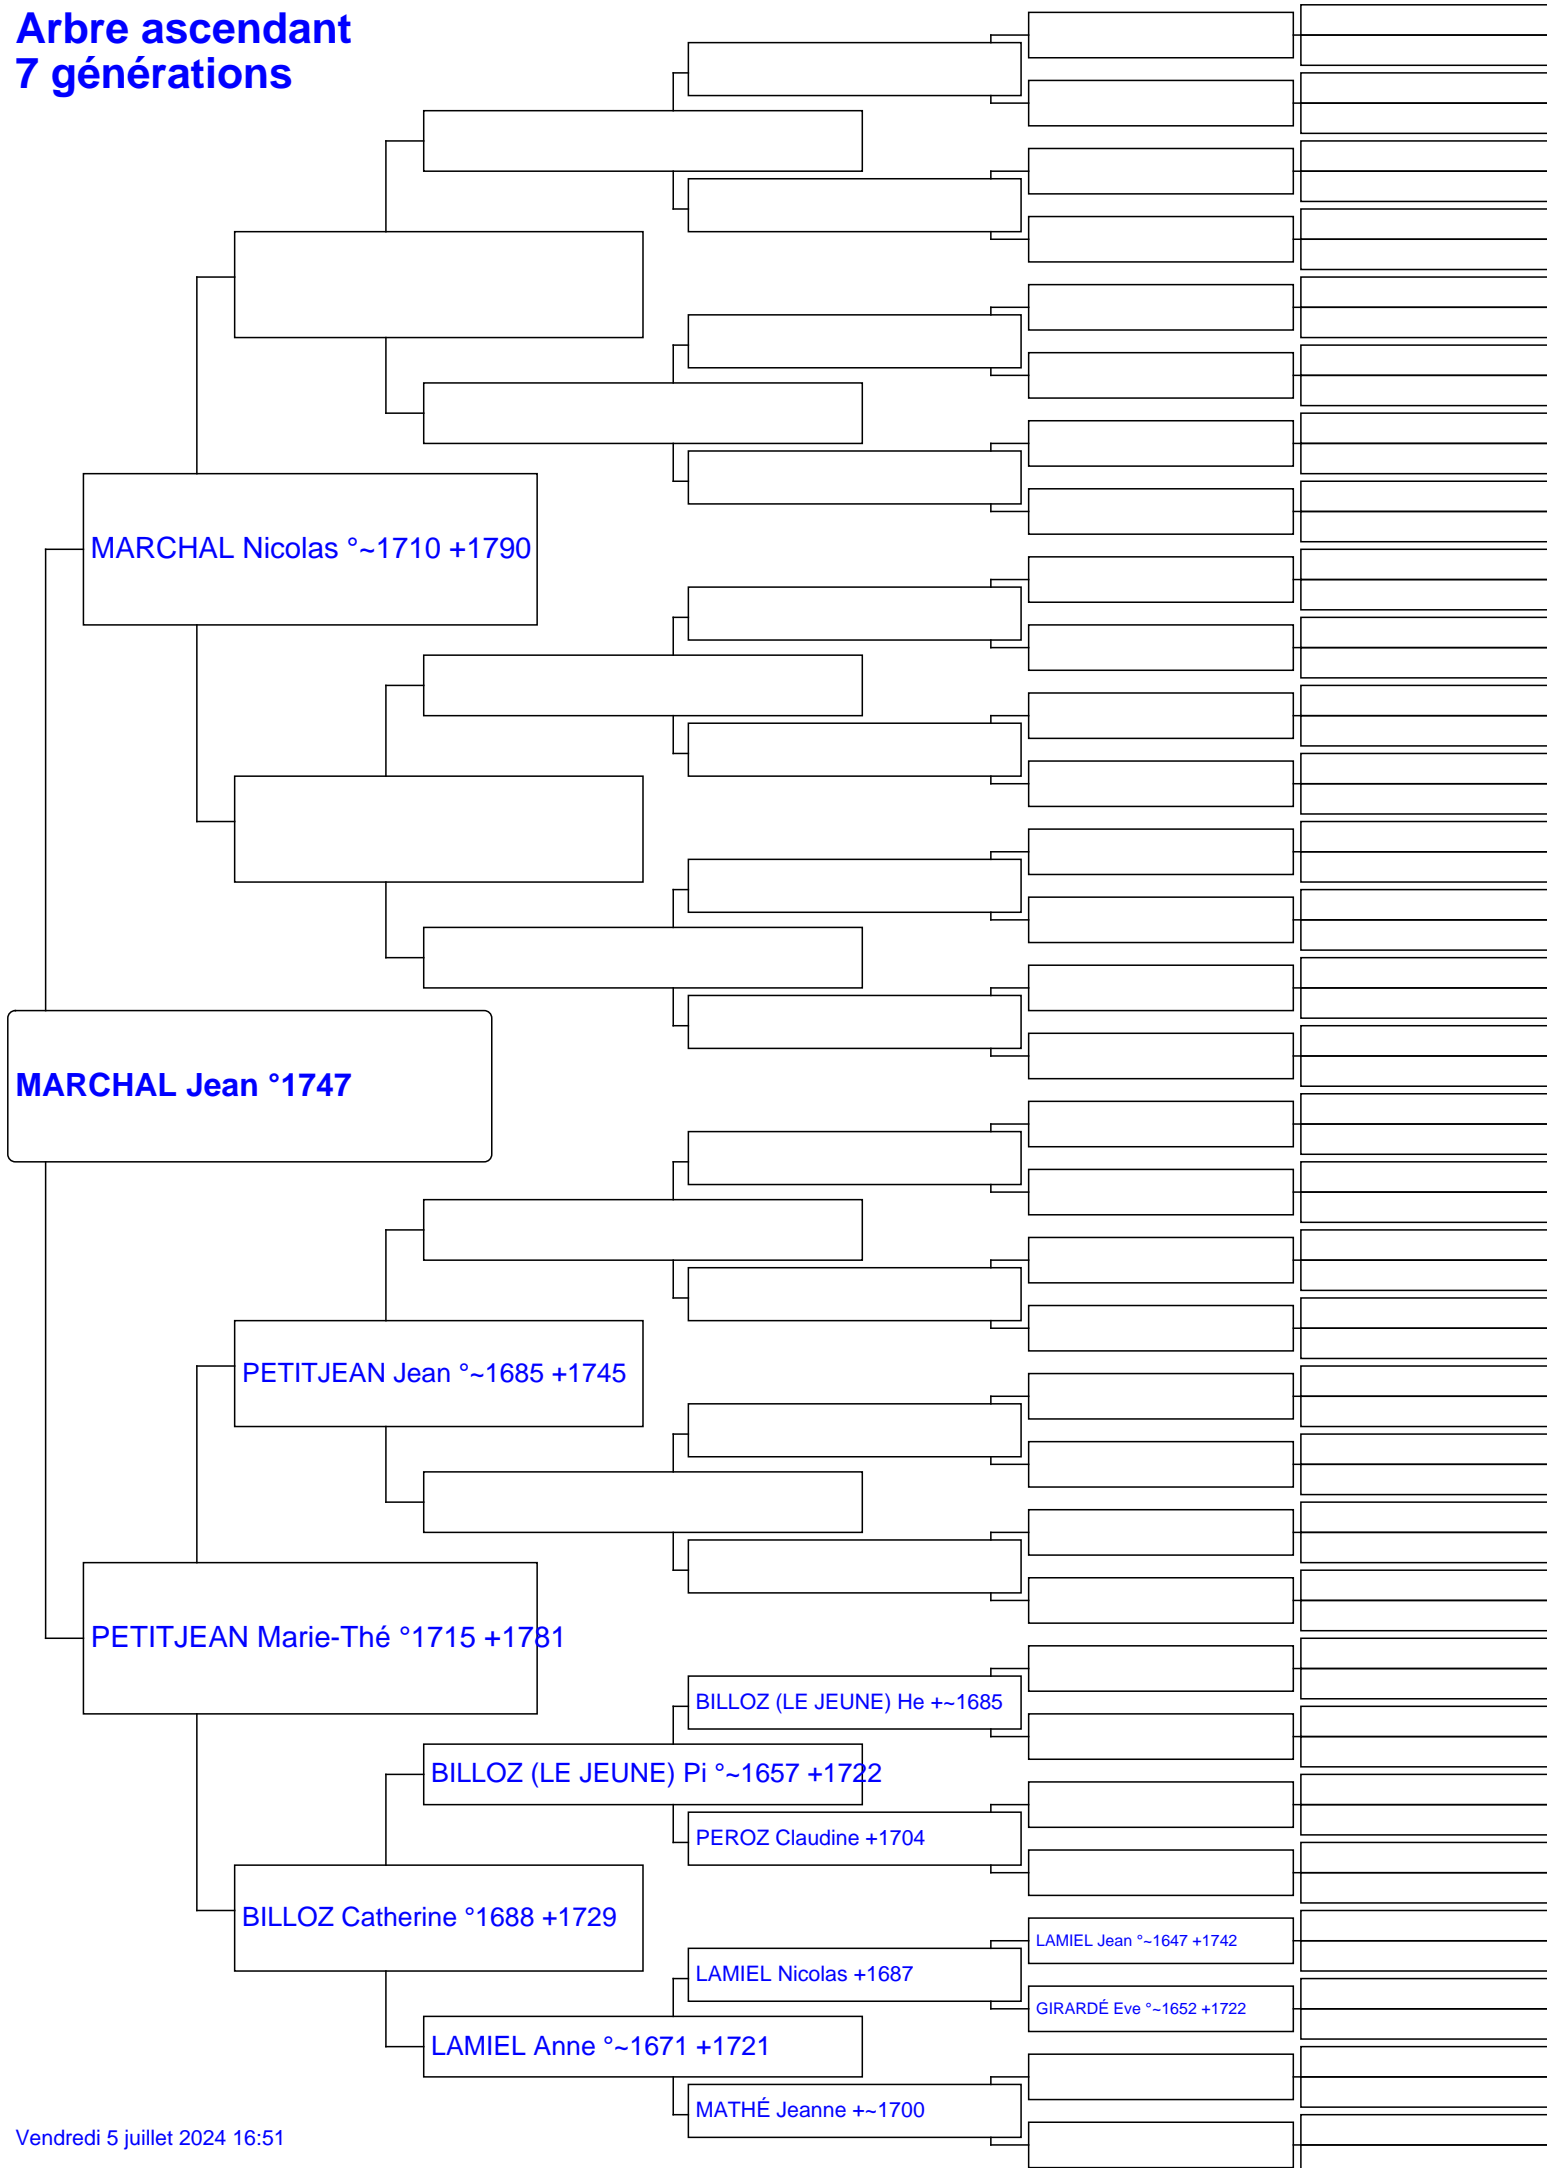 Arbre ascendant
7 générations
MARCHAL Nicolas °~1710 +1790
MARCHAL Jean °1747
PETITJEAN Jean °~1685 +1745
PETITJEAN Marie-Thé °1715 +1781
BILLOZ (LE JEUNE) He +~1685
BILLOZ (LE JEUNE) Pi °~1657 +1722
PEROZ Claudine +1704
BILLOZ Catherine °1688 +1729
LAMIEL Jean °~1647 +1742
LAMIEL Nicolas +1687
GIRARDÉ Eve °~1652 +1722
LAMIEL Anne °~1671 +1721
MATHÉ Jeanne +~1700
Vendredi 5 juillet 2024 16:51